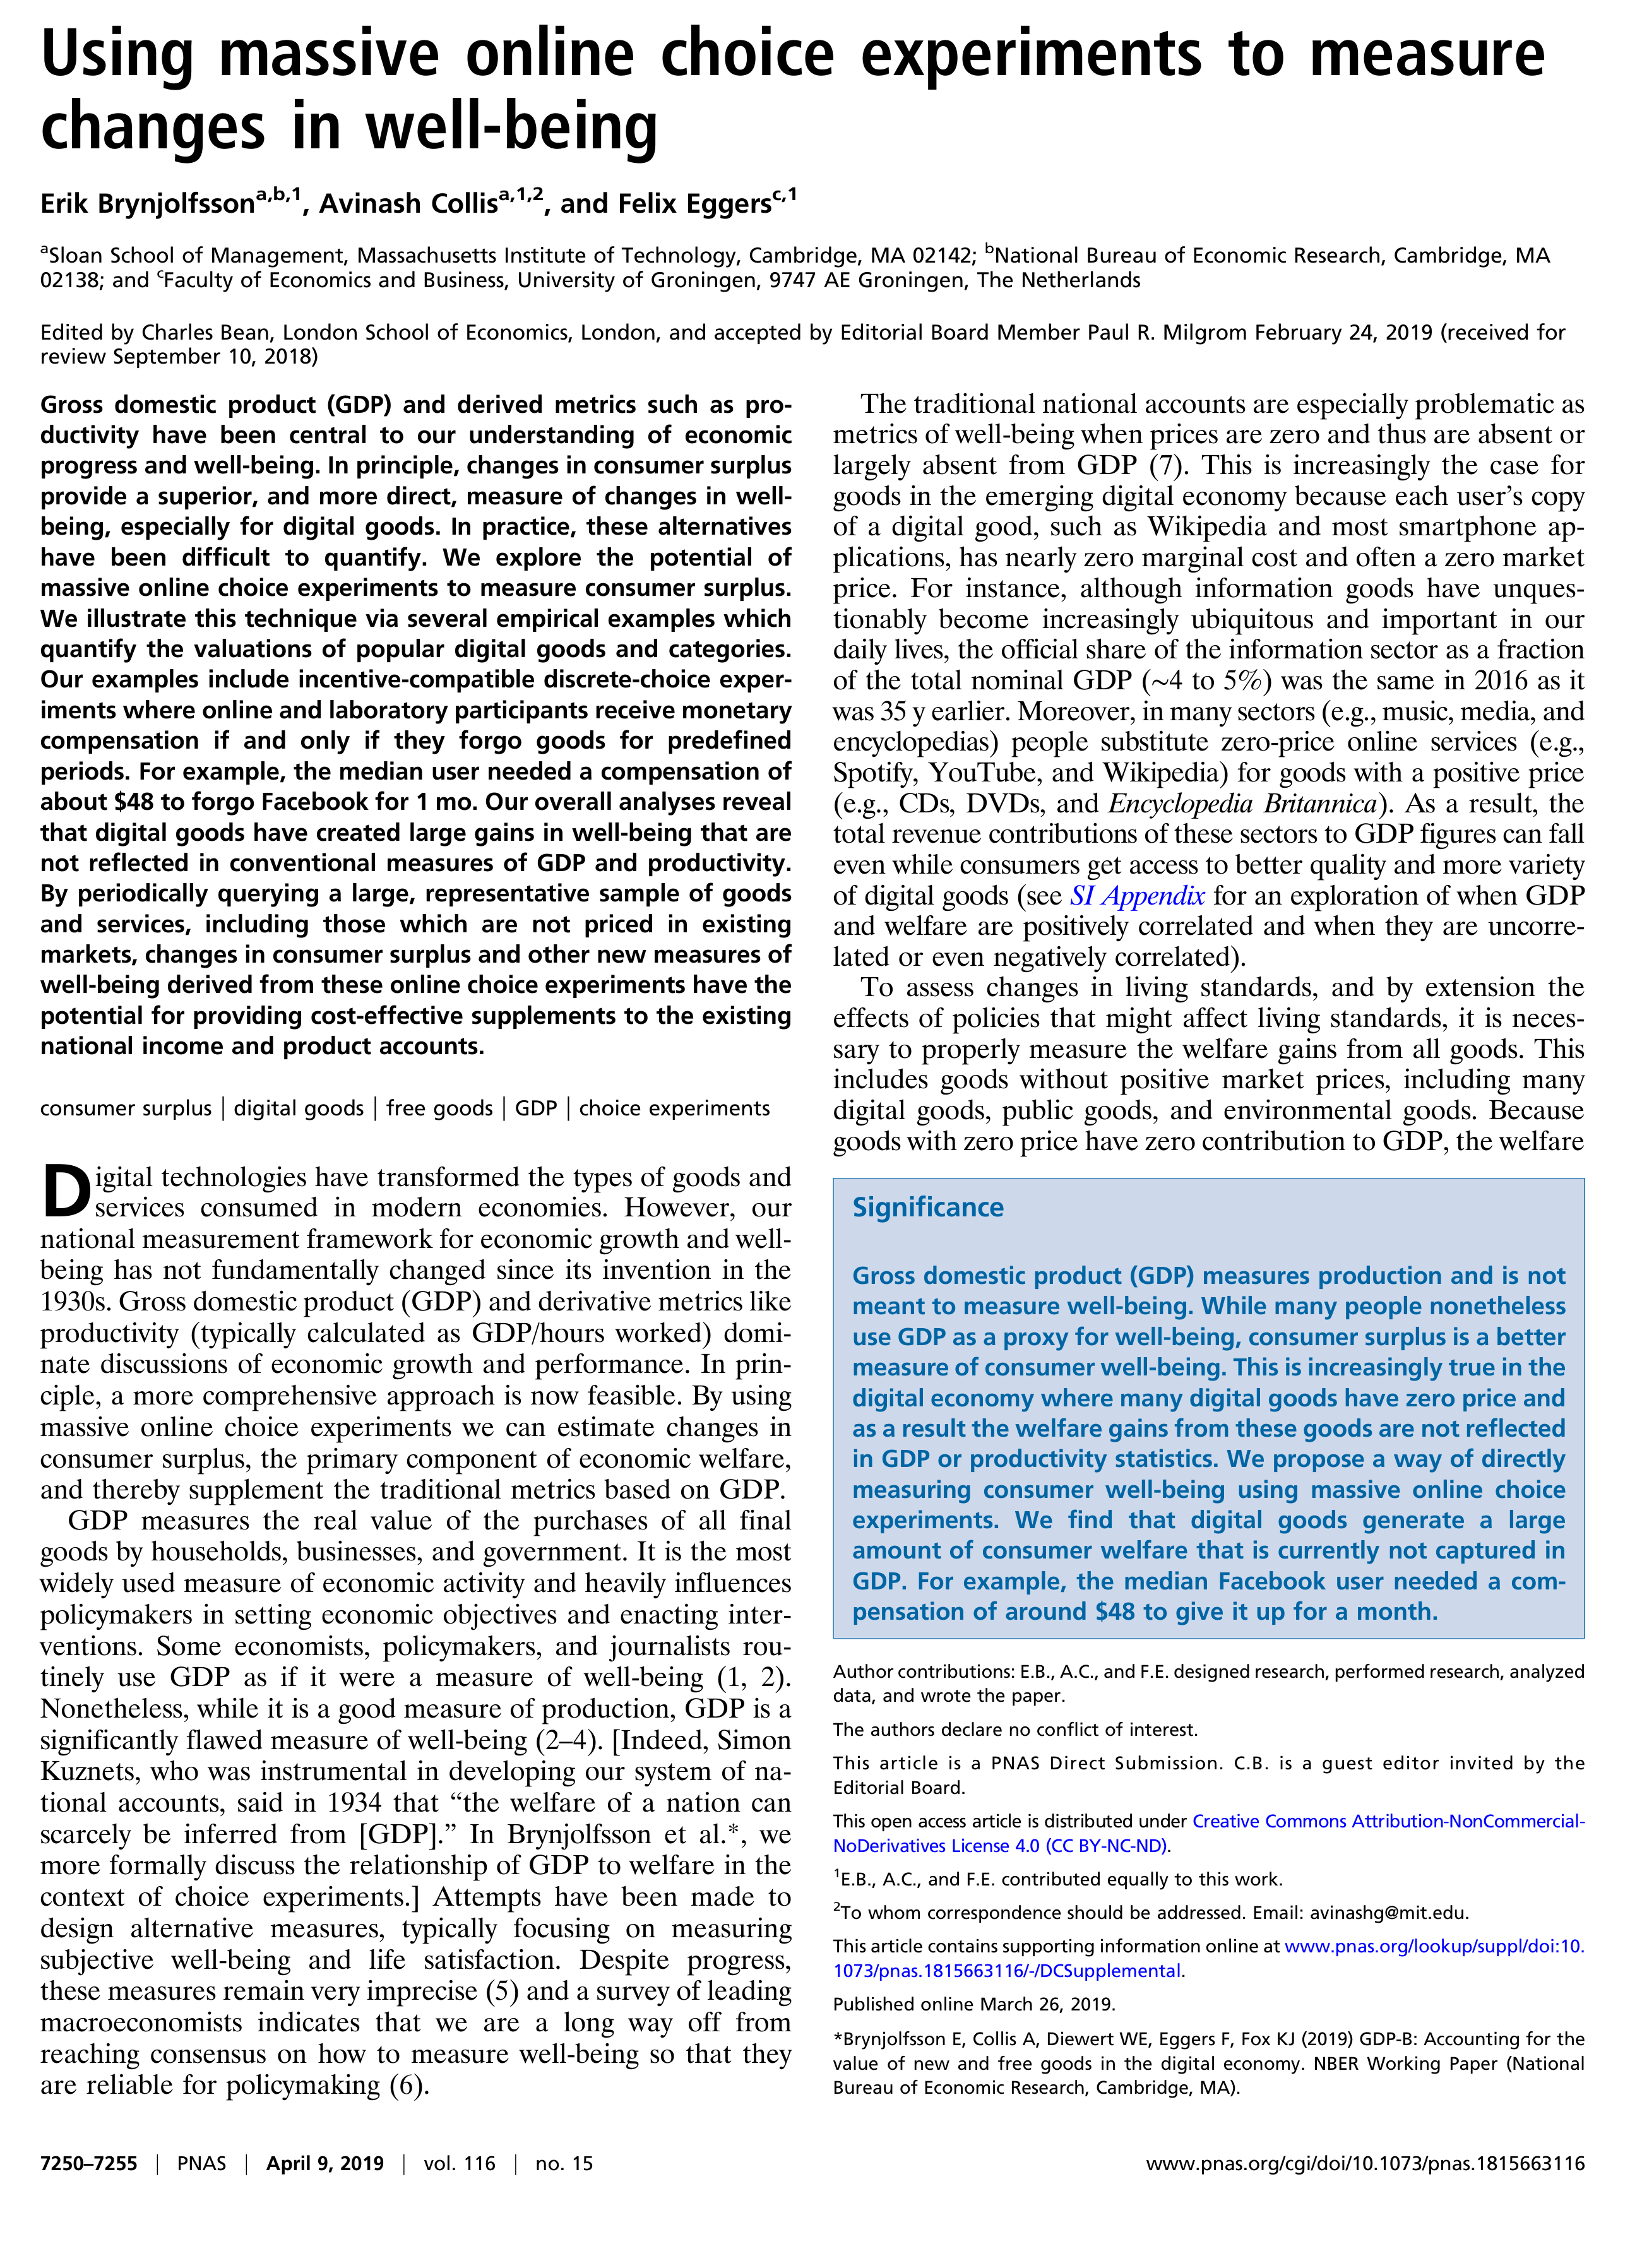 Using massive online choice experiments to measure
changes in well-being
Erik Brynjolfsson^a,b,1, Avinash Collis^a,1,2, and Felix Eggers^c,1
^aSloan School of Management, Massachusetts Institute of Technology, Cambridge, MA 02142; ^bNational Bureau of Economic Research, Cambridge, MA
02138; and ^cFaculty of Economics and Business, University of Groningen, 9747 AE Groningen, The Netherlands
Edited by Charles Bean, London School of Economics, London, and accepted by Editorial Board Member Paul R. Milgrom February 24, 2019 (received for
review September 10, 2018)
Gross domestic product (GDP) and derived metrics such as pro-
ductivity have been central to our understanding of economic
progress and well-being. In principle, changes in consumer surplus
provide a superior, and more direct, measure of changes in well-
being, especially for digital goods. In practice, these alternatives
have been difficult to quantify. We explore the potential of
massive online choice experiments to measure consumer surplus.
We illustrate this technique via several empirical examples which
quantify the valuations of popular digital goods and categories.
Our examples include incentive-compatible discrete-choice exper-
iments where online and laboratory participants receive monetary
compensation if and only if they forgo goods for predefined
periods. For example, the median user needed a compensation of
about $48 to forgo Facebook for 1 mo. Our overall analyses reveal
that digital goods have created large gains in well-being that are
not reflected in conventional measures of GDP and productivity.
By periodically querying a large, representative sample of goods
and services, including those which are not priced in existing
markets, changes in consumer surplus and other new measures of
well-being derived from these online choice experiments have the
potential for providing cost-effective supplements to the existing
national income and product accounts.
consumer surplus | digital goods | free goods | GDP | choice experiments
Digital technologies have transformed the types of goods and
services consumed in modern economies. However, our
national measurement framework for economic growth and well-
being has not fundamentally changed since its invention in the
1930s. Gross domestic product (GDP) and derivative metrics like
productivity (typically calculated as GDP/hours worked) domi-
nate discussions of economic growth and performance. In prin-
ciple, a more comprehensive approach is now feasible. By using
massive online choice experiments we can estimate changes in
consumer surplus, the primary component of economic welfare,
and thereby supplement the traditional metrics based on GDP.
GDP measures the real value of the purchases of all final
goods by households, businesses, and government. It is the most
widely used measure of economic activity and heavily influences
policymakers in setting economic objectives and enacting inter-
ventions. Some economists, policymakers, and journalists rou-
tinely use GDP as if it were a measure of well-being (1, 2).
Nonetheless, while it is a good measure of production, GDP is a
significantly flawed measure of well-being (2–4). [Indeed, Simon
Kuznets, who was instrumental in developing our system of na-
tional accounts, said in 1934 that “the welfare of a nation can
scarcely be inferred from [GDP].” In Brynjolfsson et al.*, we
more formally discuss the relationship of GDP to welfare in the
context of choice experiments.] Attempts have been made to
design alternative measures, typically focusing on measuring
subjective well-being and life satisfaction. Despite progress,
these measures remain very imprecise (5) and a survey of leading
macroeconomists indicates that we are a long way off from
reaching consensus on how to measure well-being so that they
are reliable for policymaking (6).
The traditional national accounts are especially problematic as
metrics of well-being when prices are zero and thus are absent or
largely absent from GDP (7). This is increasingly the case for
goods in the emerging digital economy because each user’s copy
of a digital good, such as Wikipedia and most smartphone ap-
plications, has nearly zero marginal cost and often a zero market
price. For instance, although information goods have unques-
tionably become increasingly ubiquitous and important in our
daily lives, the official share of the information sector as a fraction
of the total nominal GDP (∼4 to 5%) was the same in 2016 as it
was 35 y earlier. Moreover, in many sectors (e.g., music, media, and
encyclopedias) people substitute zero-price online services (e.g.,
Spotify, YouTube, and Wikipedia) for goods with a positive price
(e.g., CDs, DVDs, and Encyclopedia Britannica). As a result, the
total revenue contributions of these sectors to GDP figures can fall
even while consumers get access to better quality and more variety
of digital goods (see SI Appendix for an exploration of when GDP
and welfare are positively correlated and when they are uncorre-
lated or even negatively correlated).
To assess changes in living standards, and by extension the
effects of policies that might affect living standards, it is neces-
sary to properly measure the welfare gains from all goods. This
includes goods without positive market prices, including many
digital goods, public goods, and environmental goods. Because
goods with zero price have zero contribution to GDP, the welfare
Significance
Gross domestic product (GDP) measures production and is not
meant to measure well-being. While many people nonetheless
use GDP as a proxy for well-being, consumer surplus is a better
measure of consumer well-being. This is increasingly true in the
digital economy where many digital goods have zero price and
as a result the welfare gains from these goods are not reflected
in GDP or productivity statistics. We propose a way of directly
measuring consumer well-being using massive online choice
experiments. We find that digital goods generate a large
amount of consumer welfare that is currently not captured in
GDP. For example, the median Facebook user needed a com-
pensation of around $48 to give it up for a month.
Author contributions: E.B., A.C., and F.E. designed research, performed research, analyzed
data, and wrote the paper.
The authors declare no conflict of interest.
This article is a PNAS Direct Submission. C.B. is a guest editor invited by the
Editorial Board.
This open access article is distributed under Creative Commons Attribution-NonCommercial-
NoDerivatives License 4.0 (CC BY-NC-ND).
^1E.B., A.C., and F.E. contributed equally to this work.
^2To whom correspondence should be addressed. Email: avinashg@mit.edu.
This article contains supporting information online at www.pnas.org/lookup/suppl/doi:10.
1073/pnas.1815663116/-/DCSupplemental.
Published online March 26, 2019.
*Brynjolfsson E, Collis A, Diewert WE, Eggers F, Fox KJ (2019) GDP-B: Accounting for the
value of new and free goods in the digital economy. NBER Working Paper (National
Bureau of Economic Research, Cambridge, MA).
7250–7255 | PNAS | April 9, 2019 | vol. 116 | no. 15
www.pnas.org/cgi/doi/10.1073/pnas.1815663116